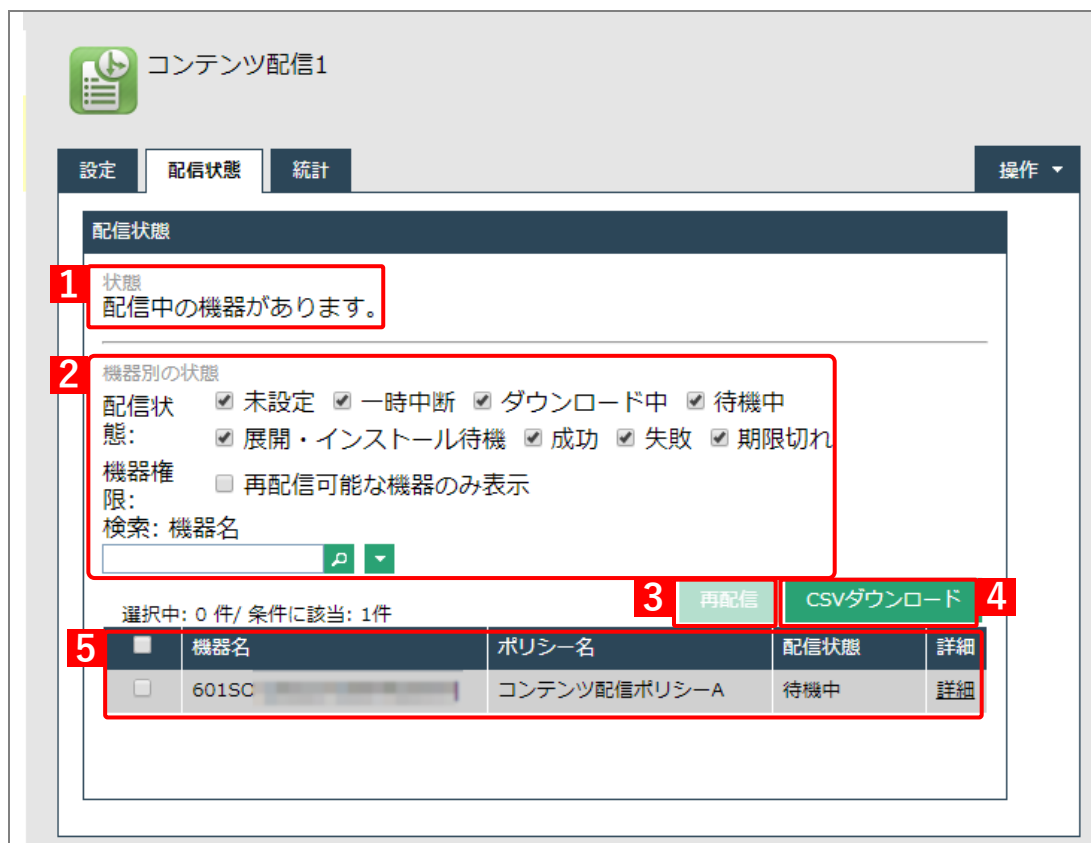 コンテンツ配信1
設定 配信状態 統計 操作
配信状態
1 状態
配信中の機器があります。
2 機器別の状態
配信状態: 未設定 一時中断 ダウンロード中 待機中
展開・インストール待機 成功 失敗 期限切れ
機器権限: 再配信可能な機器のみ表示
検索: 機器名
3 再配信 CSVダウンロード 4
選択中: 0 件/ 条件に該当: 1件
5 機器名 ポリシー名 配信状態 詳細
コンテンツ配信ポリシーA 待機中 詳細